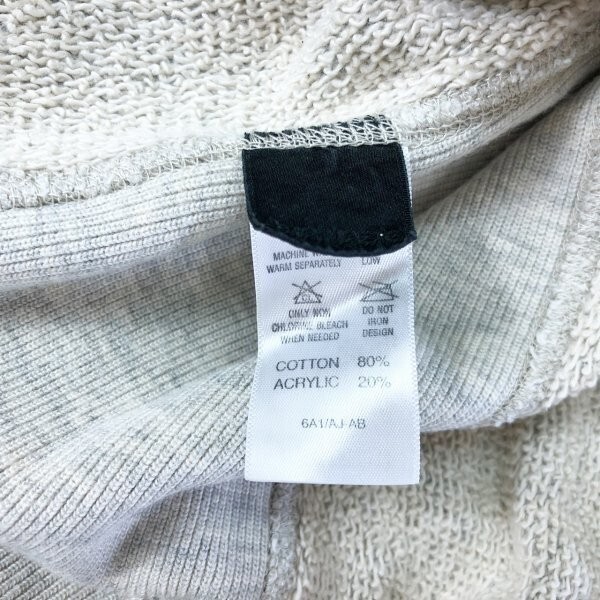 MACHINE
WARM SEPARATELY
LOW
CL
ONLY NON
CHLORINE BLEACH
WHEN NEEDED
DO NOT
IRON
DESIGN
COTTON 80%
ACRYLIC 20%
6A1/AJ-AB